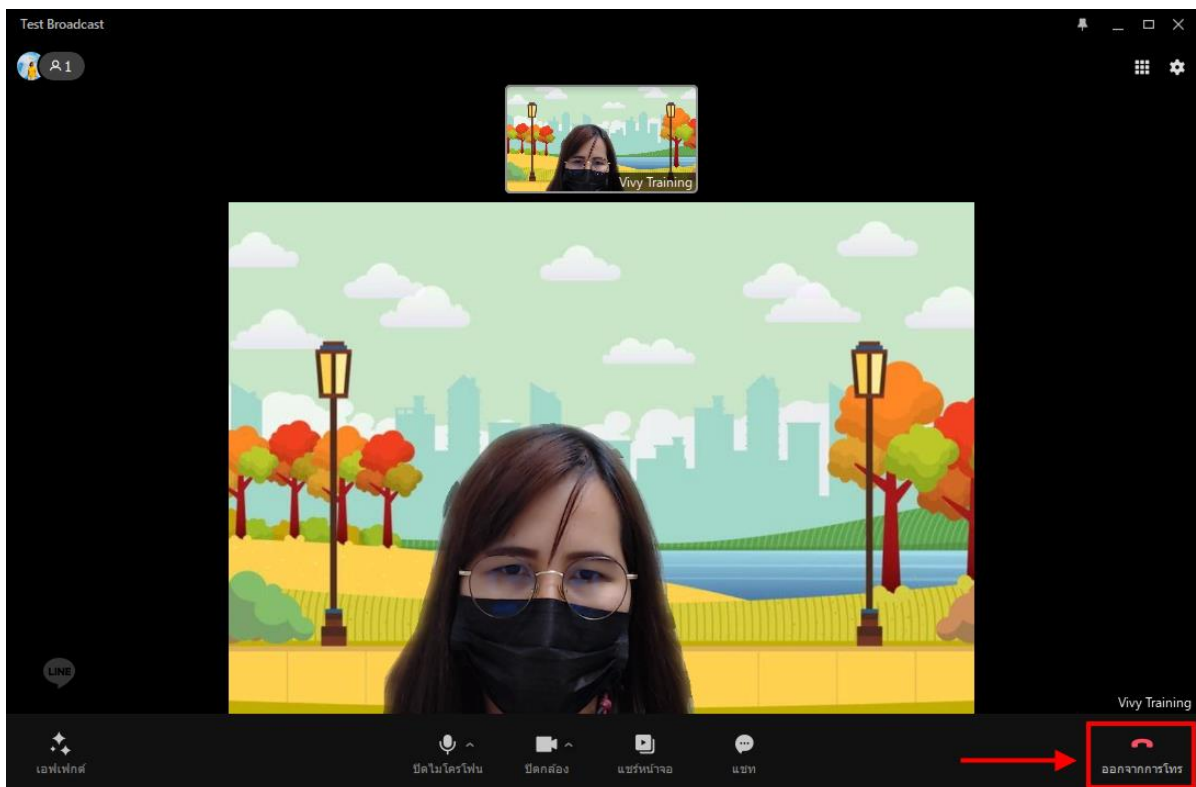 Test Broadcast
1
Vivy Training
LINE
Vivy Training
เอฟเฟกต์
ปิดไมโครโฟน
ปิดกล้อง
แชร์หน้าจอ
แชท
ออกจากการโทร